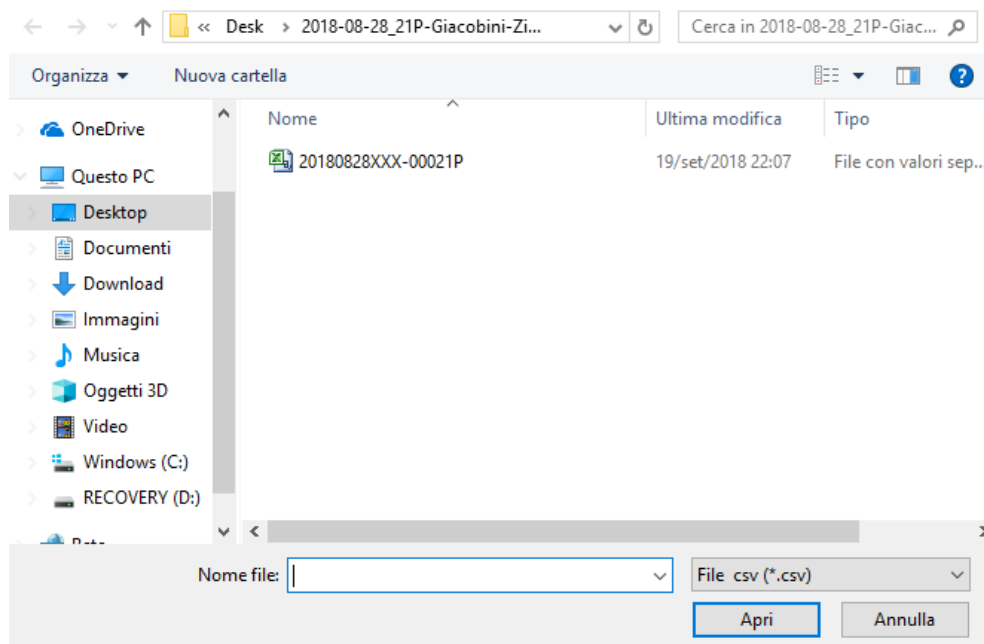 « Desk › 2018-08-28_21P-Giacobini-Zi... Cerca in 2018-08-28_21P-Giac...
Organizza Nuova cartella ?
Nome Ultima modifica Tipo
20180828XXX-00021P 19/set/2018 22:07 File con valori sep...
OneDrive
Questo PC
Desktop
Documenti
Download
Immagini
Musica
Oggetti 3D
Video
Windows (C:)
RECOVERY (D:)
Nome file: File csv (*.csv)
Apri Annulla